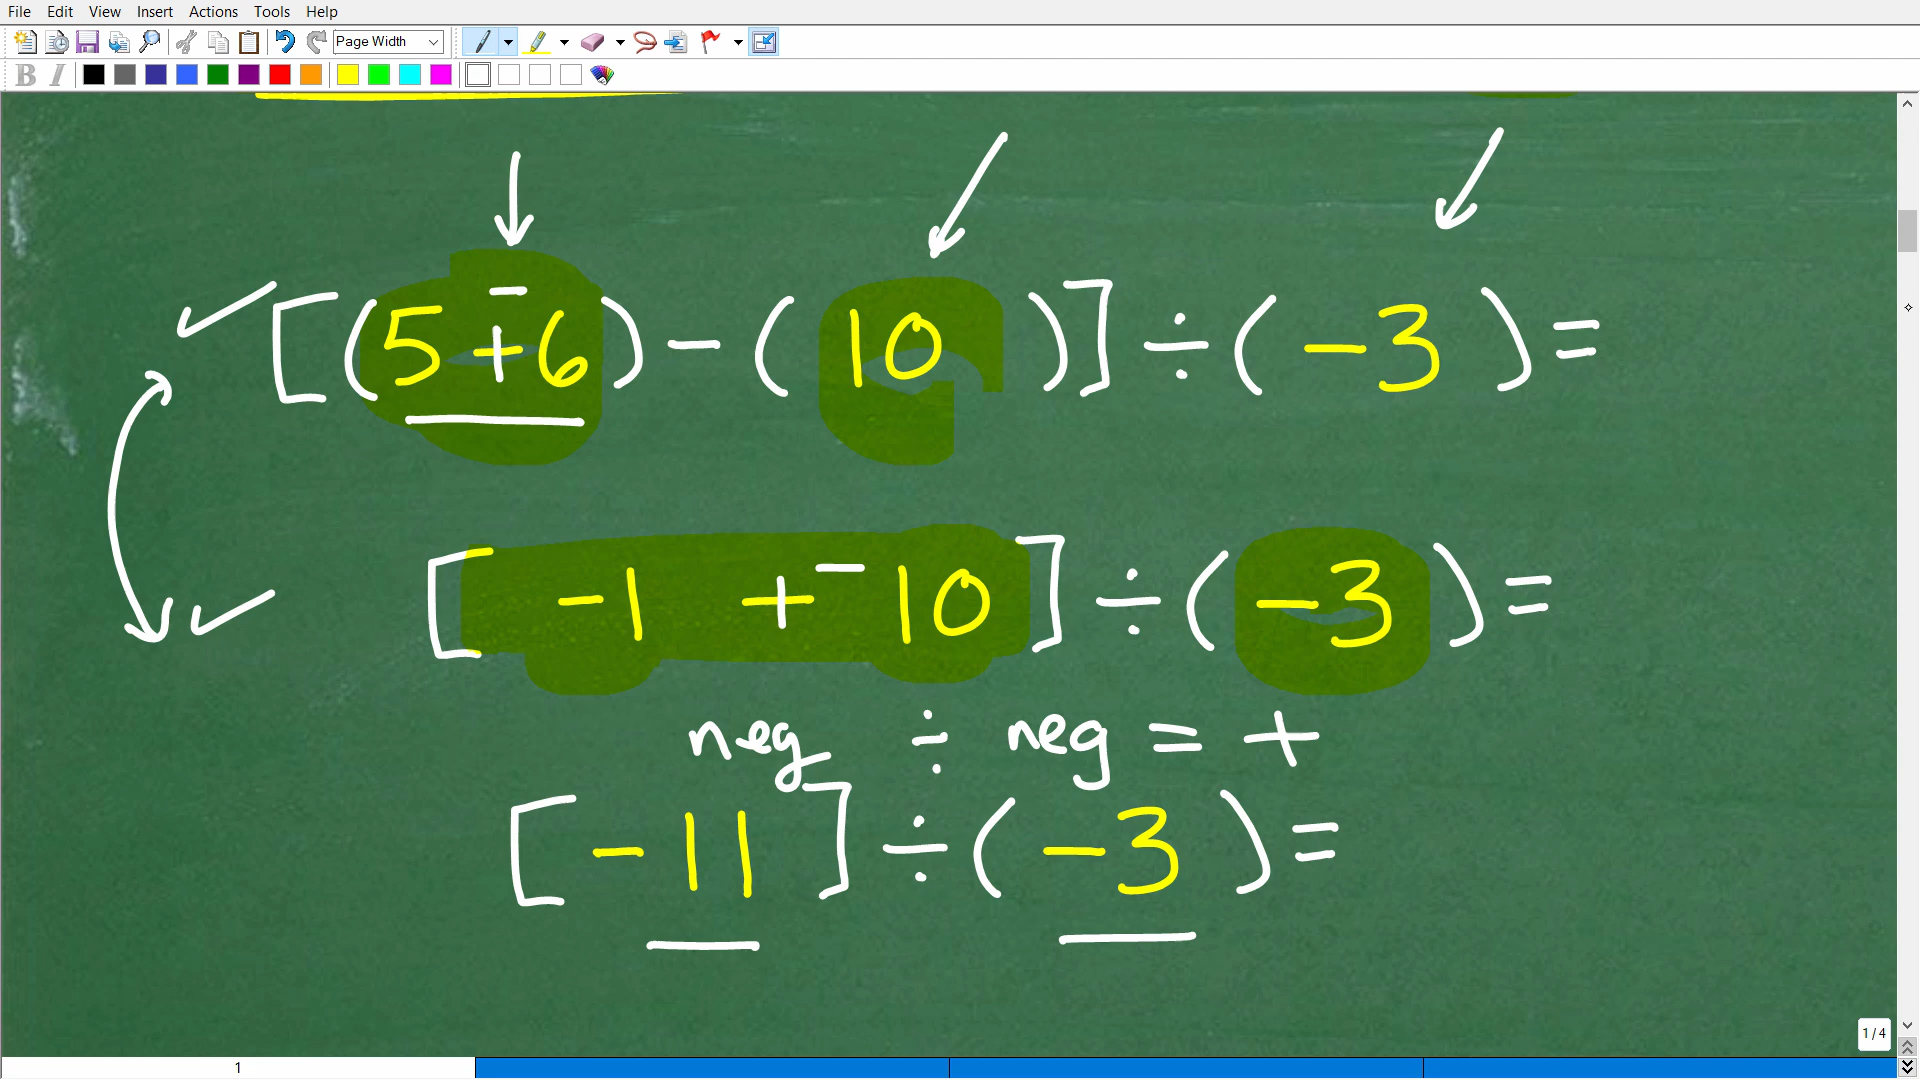 File Edit View Insert Actions Tools Help
Page Width
B I
[(5 + ⁻6) − (10)] ÷ (−3) =
[ -1 + ⁻10 ] ÷ (−3) =
neg ÷ neg = +
[ -11 ] ÷ (−3) =
1 / 4
1